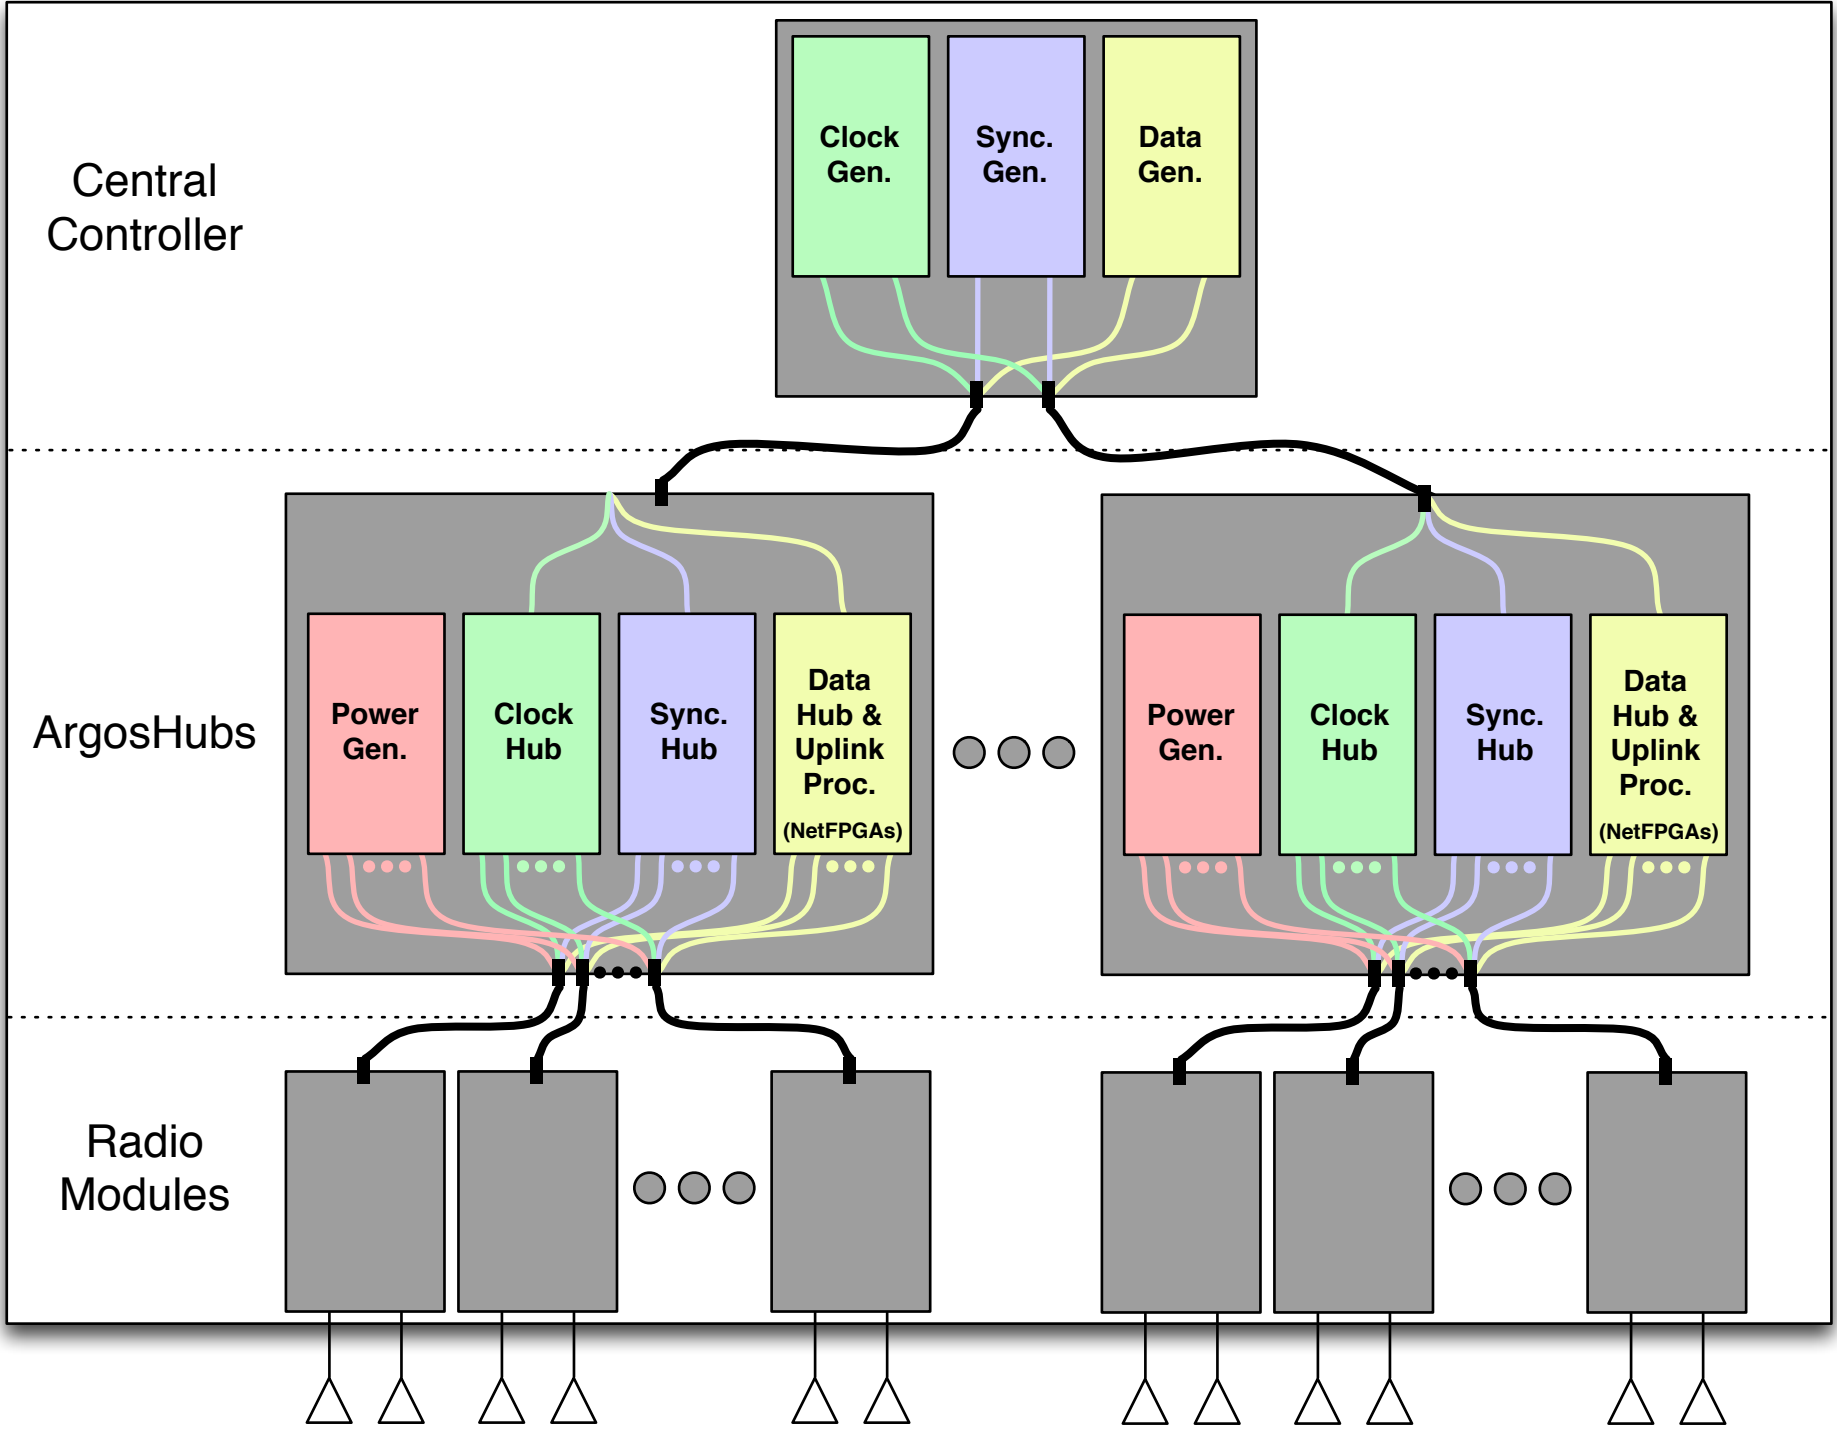 Central
Controller
Clock
Gen.
Sync.
Gen.
Data
Gen.
ArgosHubs
Power
Gen.
Clock
Hub
Sync.
Hub
Data
Hub &
Uplink
Proc.
(NetFPGAs)
Power
Gen.
Clock
Hub
Sync.
Hub
Data
Hub &
Uplink
Proc.
(NetFPGAs)
Radio
Modules